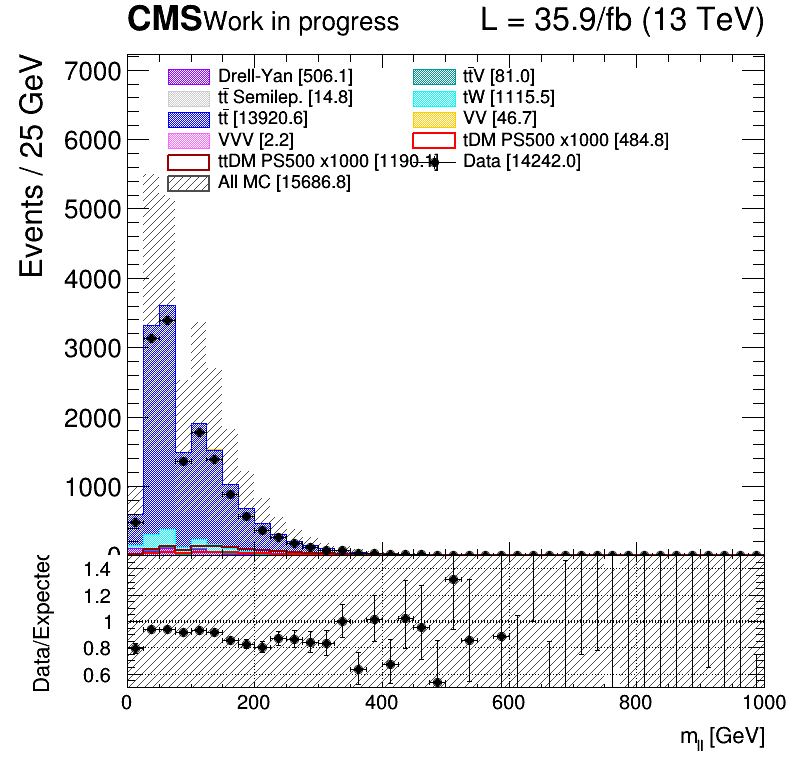 CMS Work in progress L = 35.9/fb (13 TeV)
Events / 25 GeV
7000
6000
5000
4000
3000
2000
1000
0
Drell-Yan [506.1]
tt̄ Semilep. [14.8]
tt̄ [13920.6]
VVV [2.2]
ttDM PS500 x1000 [1190.1]
All MC [15686.8]
tt̄V [81.0]
tW [1115.5]
VV [46.7]
tDM PS500 x1000 [484.8]
Data [14242.0]
Data/Expected
1.4
1.2
1
0.8
0.6
0 200 400 600 800 1000
m_ll [GeV]